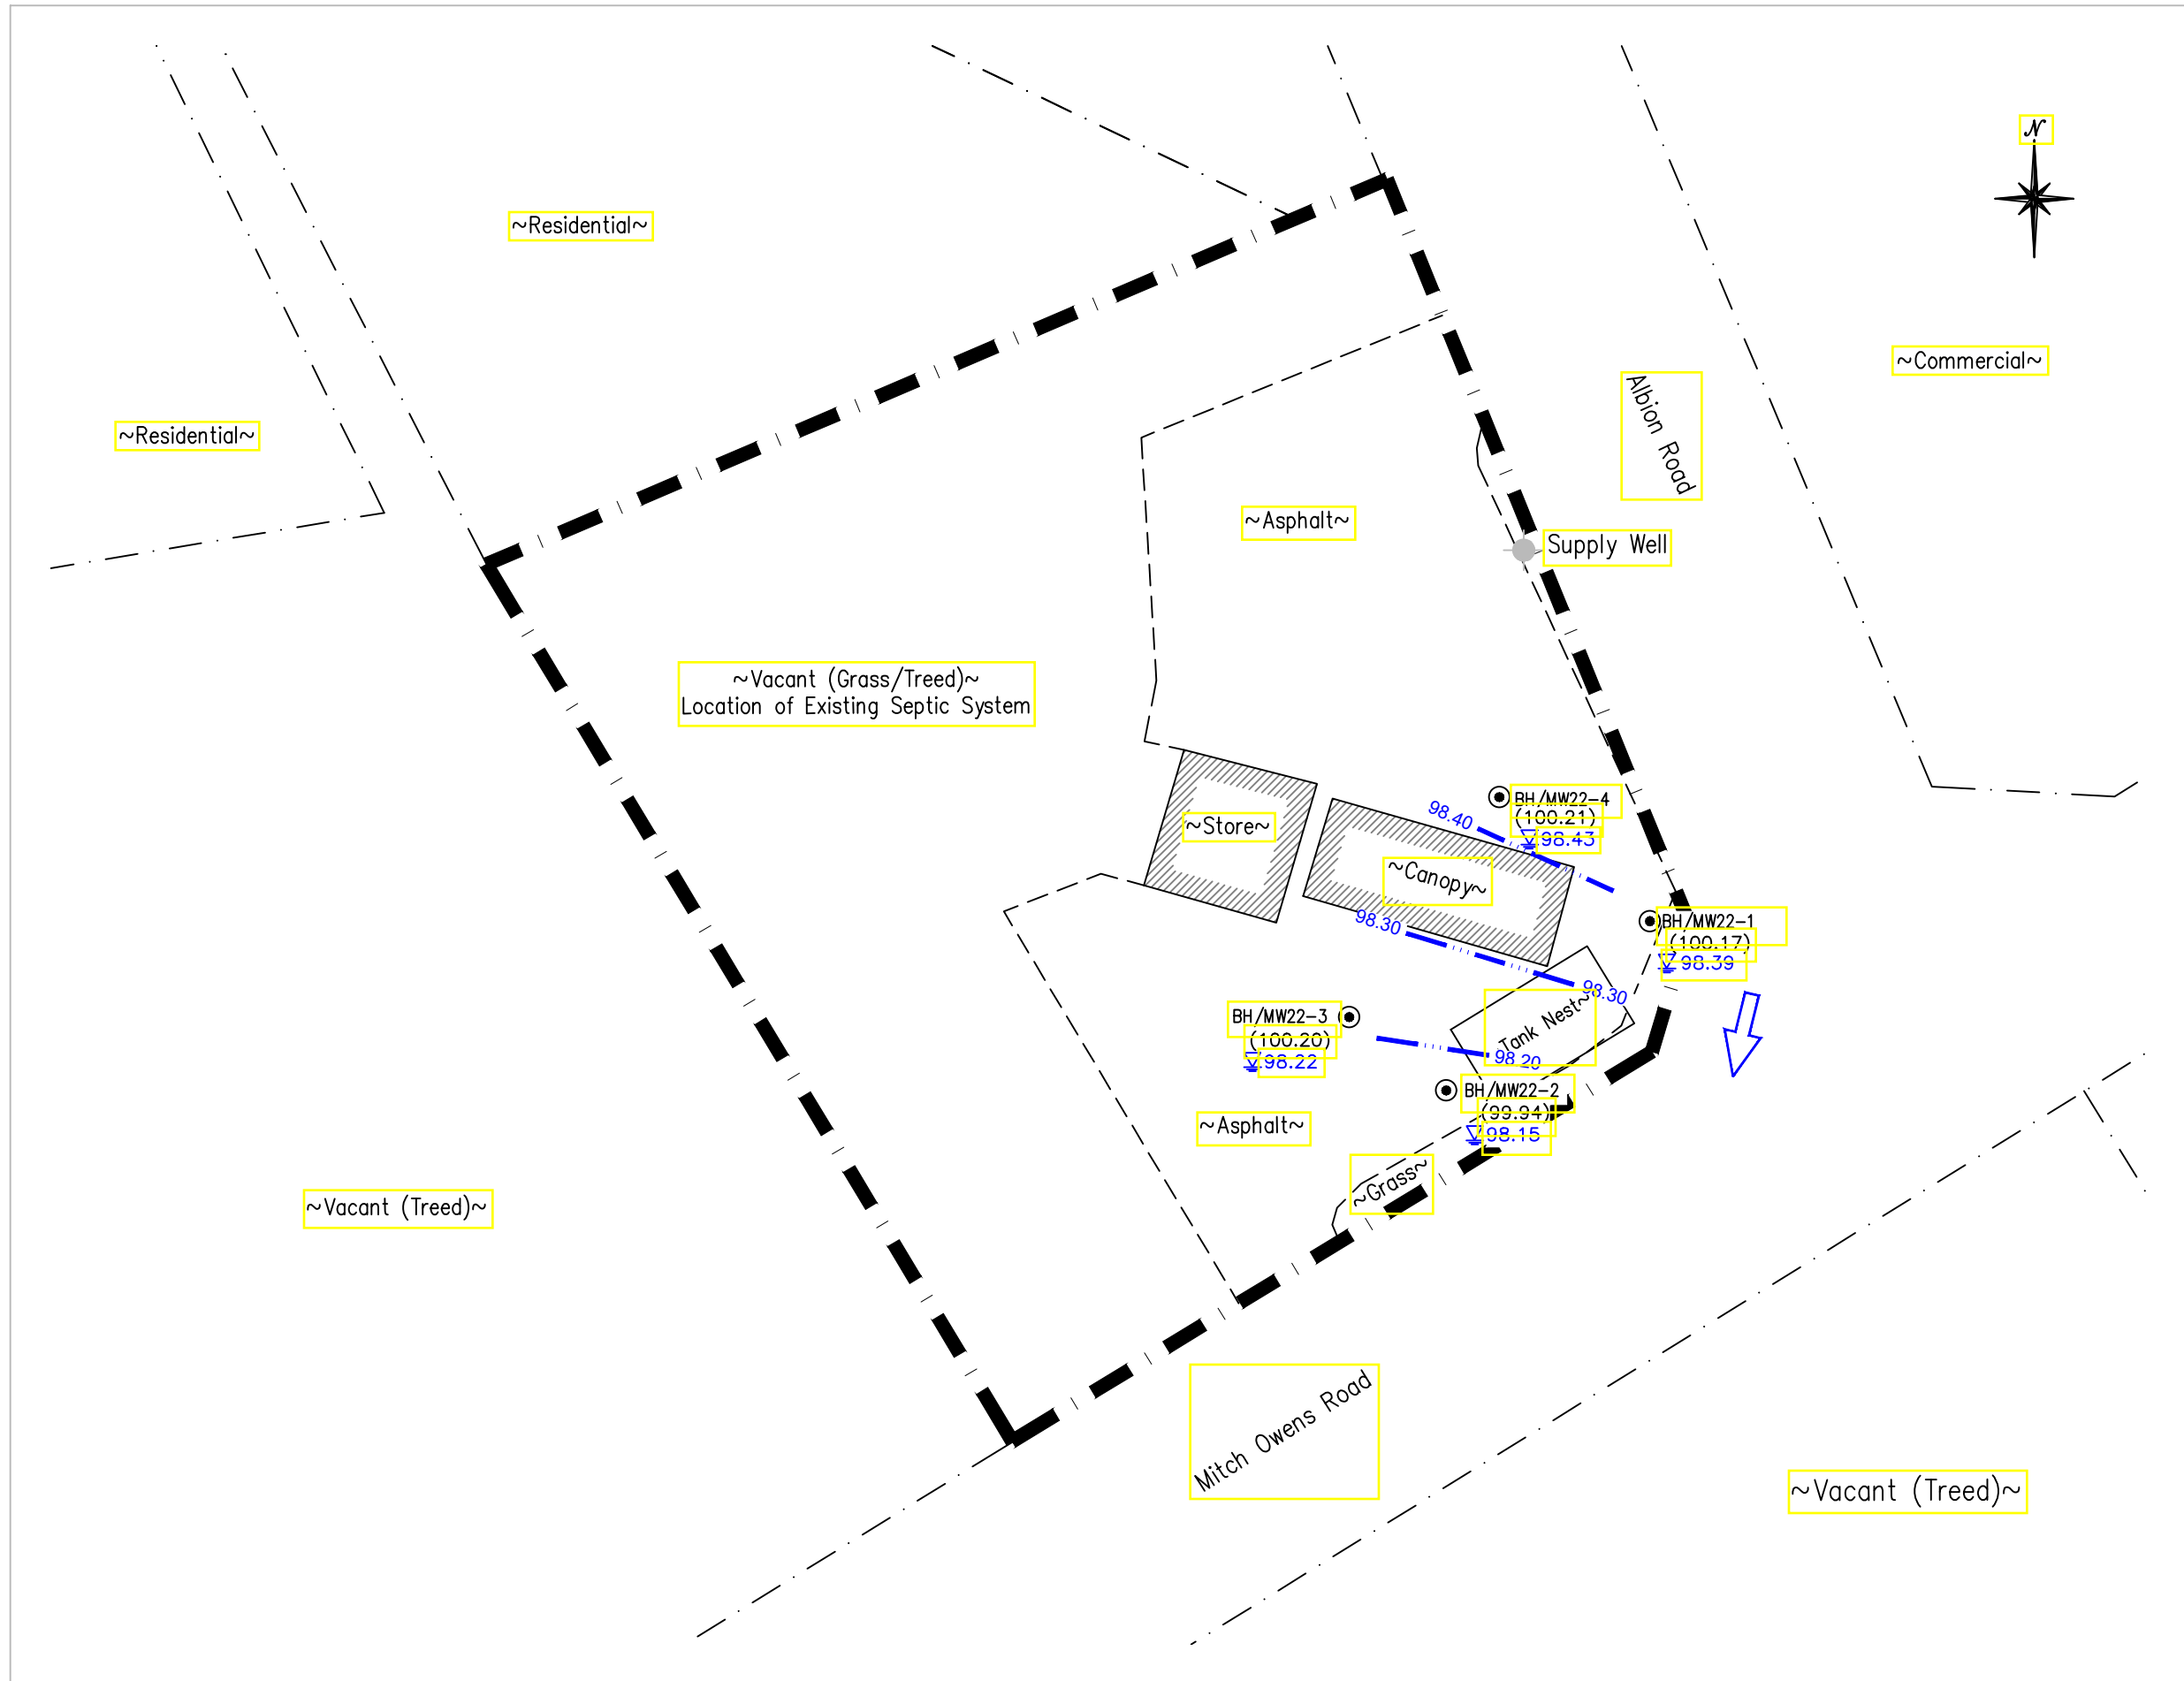 N
~Residential~
~Commercial~
Albion Road
~Residential~
~Asphalt~
Supply Well
~Vacant (Grass/Treed)~
Location of Existing Septic System
98.40
BH/MW22-4
(100.21)
98.43
~Store~
~Canopy~
98.30
BH/MW22-1
(100.17)
98.39
98.30
~Tank Nest~
BH/MW22-3
(100.20)
98.22
98.20
BH/MW22-2
(99.94)
98.15
~Asphalt~
~Grass~
~Vacant (Treed)~
Mitch Owens Road
~Vacant (Treed)~